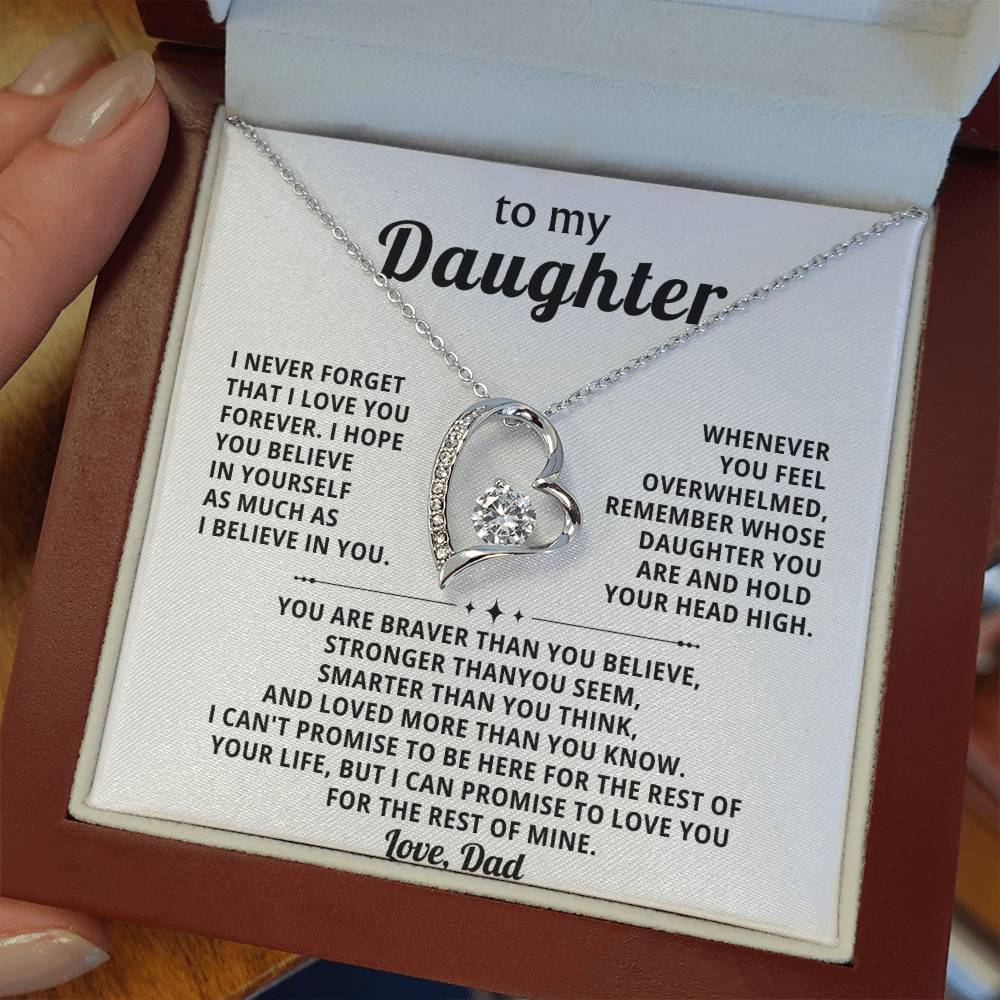 to my
Daughter
I NEVER FORGET
THAT I LOVE YOU
FOREVER. I HOPE
YOU BELIEVE
IN YOURSELF
AS MUCH AS
I BELIEVE IN YOU.
WHENEVER
YOU FEEL
OVERWHELMED,
REMEMBER WHOSE
DAUGHTER YOU
ARE AND HOLD
YOUR HEAD HIGH.
YOU ARE BRAVER THAN YOU BELIEVE,
STRONGER THANYOU SEEM,
SMARTER THAN YOU THINK,
AND LOVED MORE THAN YOU KNOW.
I CAN'T PROMISE TO BE HERE FOR THE REST OF
YOUR LIFE, BUT I CAN PROMISE TO LOVE YOU
FOR THE REST OF MINE.
Love, Dad